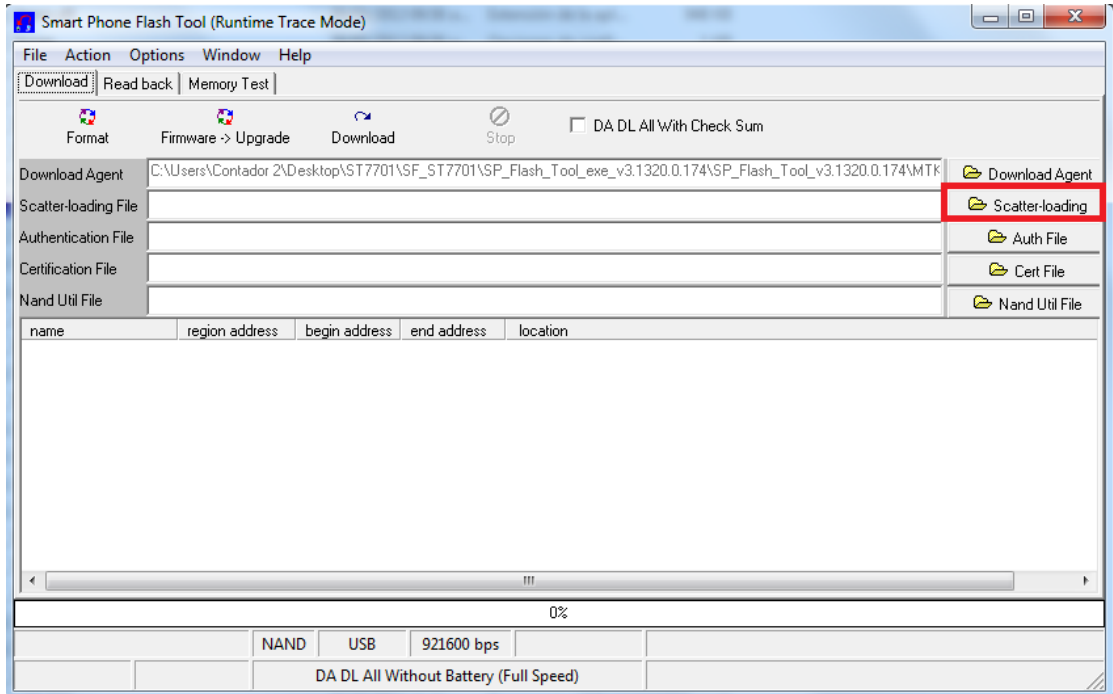 Smart Phone Flash Tool (Runtime Trace Mode)
File Action Options Window Help
Download Read back Memory Test
Format Firmware -> Upgrade Download Stop DA DL All With Check Sum
Download Agent C:\Users\Contador 2\Desktop\ST7701\SF_ST7701\SP_Flash_Tool_exe_v3.1320.0.174\SP_Flash_Tool_v3.1320.0.174\MTK Download Agent
Scatter-loading File Scatter-loading
Authentication File Auth File
Certification File Cert File
Nand Util File Nand Util File
name region address begin address end address location
0%
NAND USB 921600 bps
DA DL All Without Battery (Full Speed)